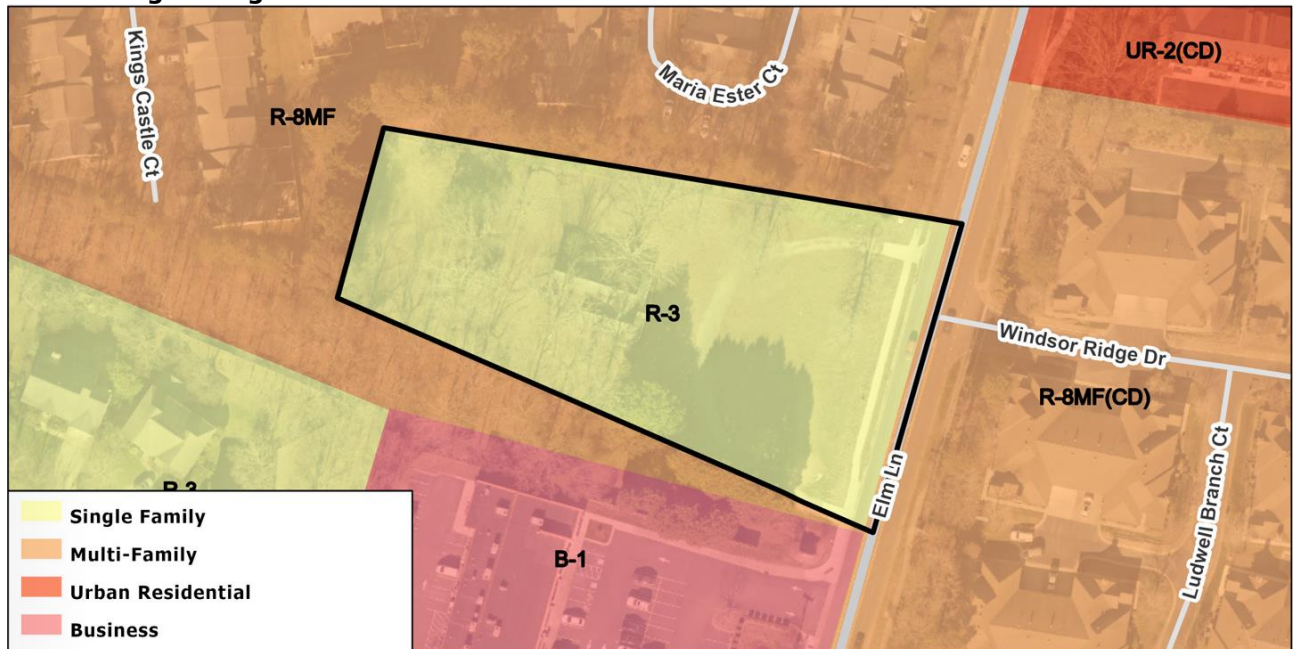 Kings Castle Ct
R-8MF
Maria Ester Ct
UR-2(CD)
R-3
Windsor Ridge Dr
R-8MF(CD)
Elm Ln
Ludwell Branch Ct
R-3
B-1
Single Family
Multi-Family
Urban Residential
Business